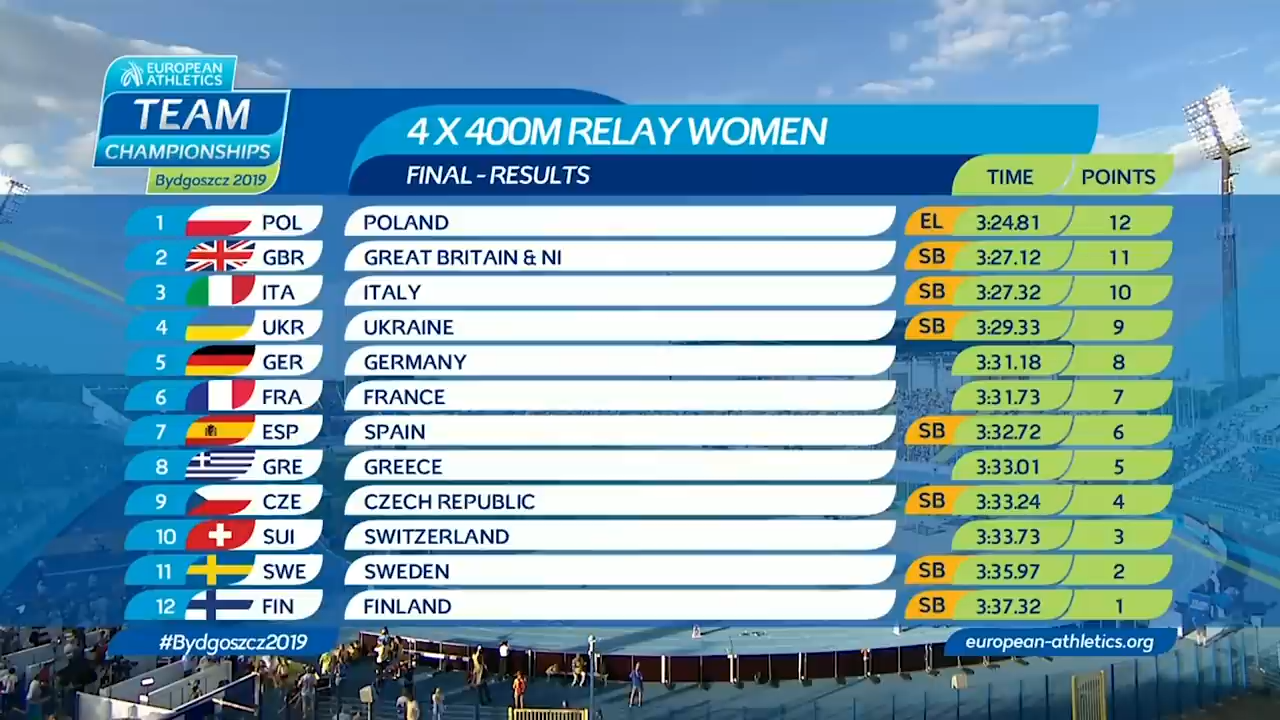 EUROPEAN
ATHLETICS
TEAM
CHAMPIONSHIPS
Bydgoszcz 2019
4 X 400M RELAY WOMEN
FINAL - RESULTS
TIME POINTS
1 POL POLAND EL 3:24.81 12
2 GBR GREAT BRITAIN & NI SB 3:27.12 11
3 ITA ITALY SB 3:27.32 10
4 UKR UKRAINE SB 3:29.33 9
5 GER GERMANY 3:31.18 8
6 FRA FRANCE 3:31.73 7
7 ESP SPAIN SB 3:32.72 6
8 GRE GREECE 3:33.01 5
9 CZE CZECH REPUBLIC SB 3:33.24 4
10 SUI SWITZERLAND 3:33.73 3
11 SWE SWEDEN SB 3:35.97 2
12 FIN FINLAND SB 3:37.32 1
#Bydgoszcz2019 european-athletics.org